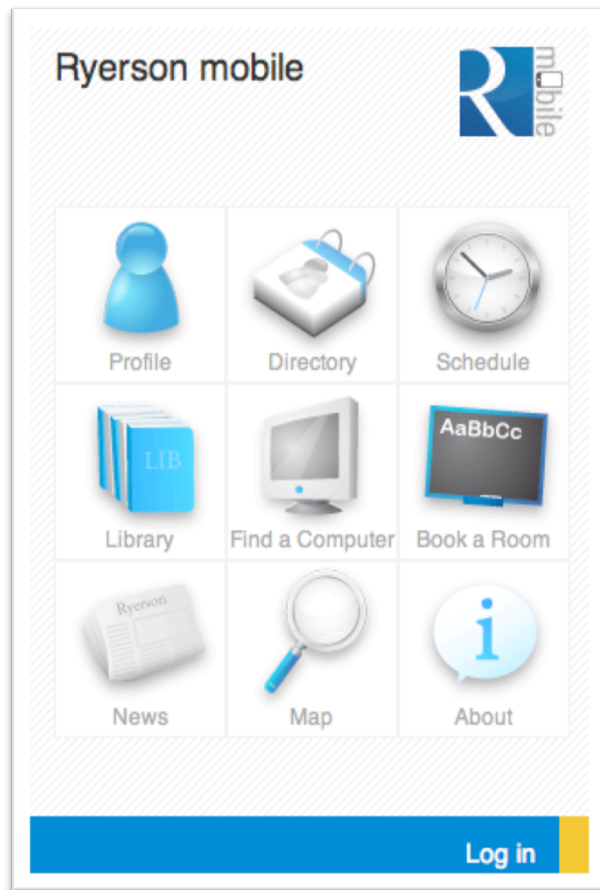 Ryerson mobile
R mobile
Profile Directory Schedule
LIB
AaBbCc
Library Find a Computer Book a Room
Ryerson
i
News Map About
Log in